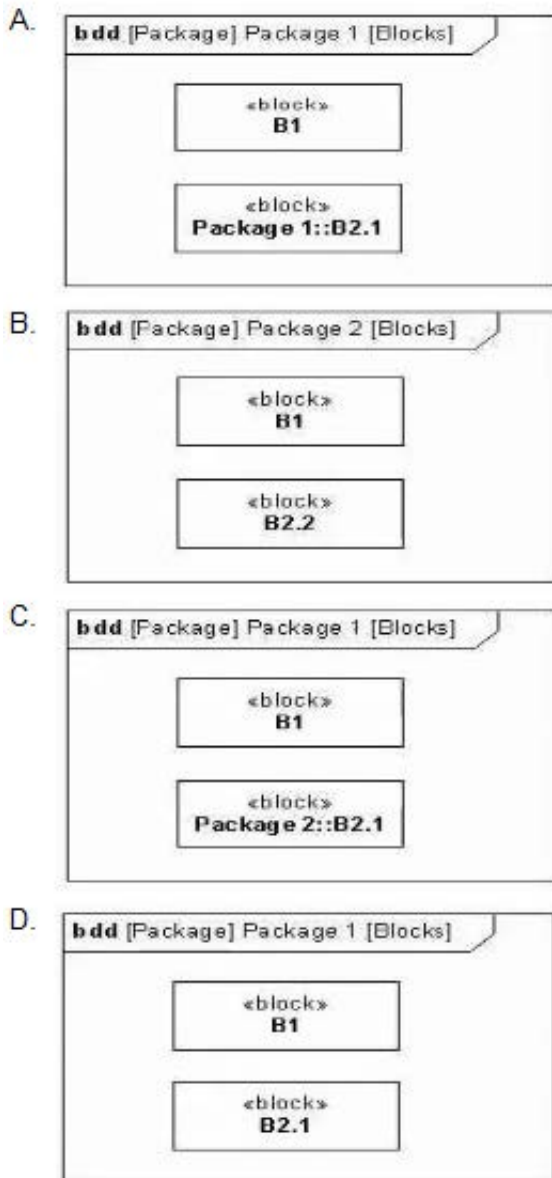 A.
bdd [Package] Package 1 [Blocks]
«block»
B1
«block»
Package 1::B2.1
B.
bdd [Package] Package 2 [Blocks]
«block»
B1
«block»
B2.2
C.
bdd [Package] Package 1 [Blocks]
«block»
B1
«block»
Package 2::B2.1
D.
bdd [Package] Package 1 [Blocks]
«block»
B1
«block»
B2.1